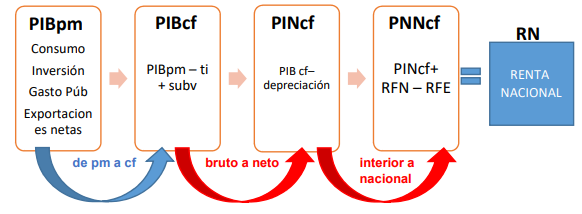 PIBpm
Consumo
Inversión
Gasto Púb
Exportacion
es netas
PIBcf
PIBpm – ti
+ subv
PINcf
PIB cf–
depreciación
PNNcf
PINcf+
RFN – RFE
RN
RENTA
NACIONAL
de pm a cf
bruto a neto
interior a
nacional